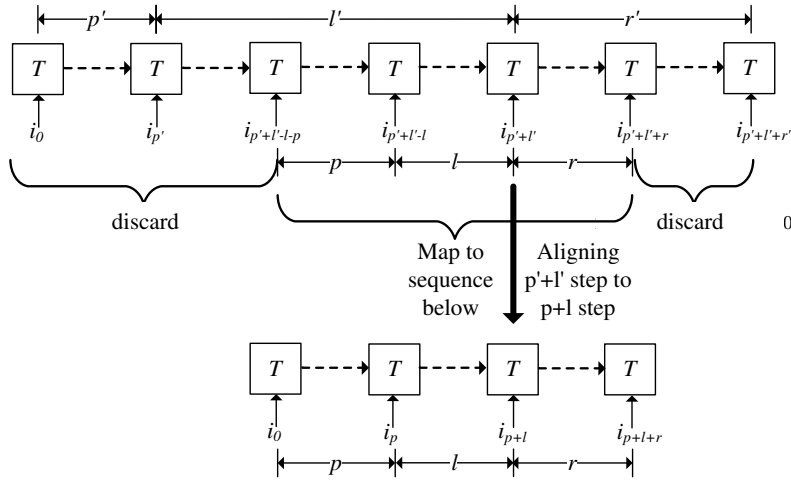 p' l' r'
T T T T T T T
i0 ip' ip'+l'-l-p ip'+l'-l ip'+l' ip'+l'+r ip'+l'+r'
p l r
discard discard 0
Map to Aligning
sequence p'+l' step to
below p+l step
T T T T
i0 ip ip+l ip+l+r
p l r